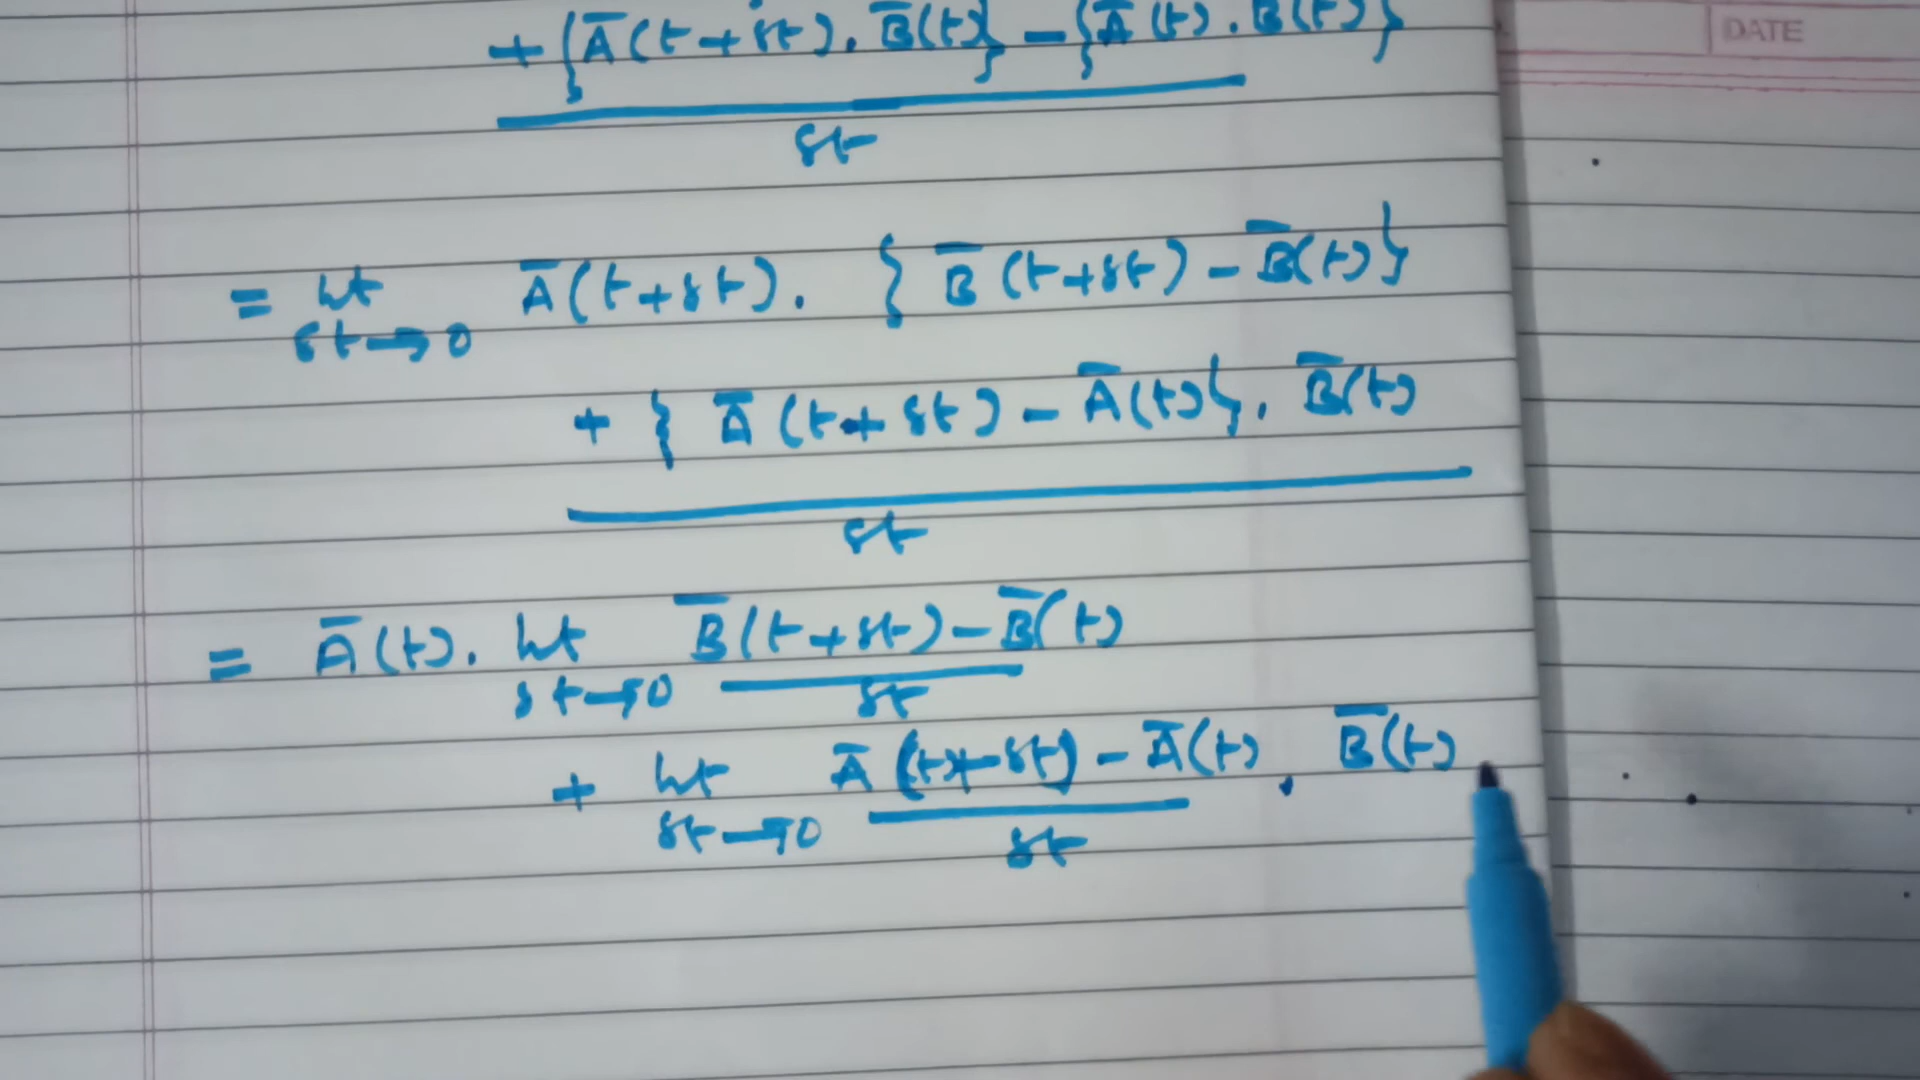 + {A̅(t+δt). B̅(t)} - {A̅(t). B̅(t)}
DATE
δt
= lt A̅(t+δt). { B̅(t+δt) - B̅(t)}
δt→0
+ { A̅(t+δt) - A̅(t)}. B̅(t)
δt
= A̅(t). lt B̅(t+δt) - B̅(t)
δt→0 δt
+ lt A̅(t+δt) - A̅(t) . B̅(t)
δt→0 δt